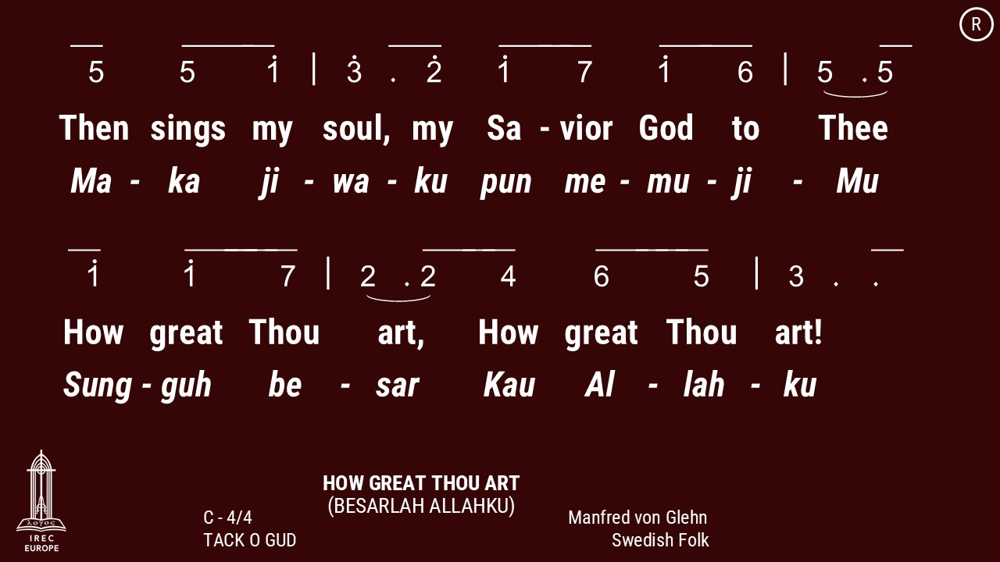 R
5 5 1̇ | 3̇ . 2̇ 1̇ 7 1̇ 6 | 5 . 5
Then sings my soul, my Sa - vior God to Thee
Ma - ka ji - wa - ku pun me - mu - ji - Mu
1̇ 1̇ 7 | 2 . 2 4 6 5 | 3 . .
How great Thou art, How great Thou art!
Sung - guh be - sar Kau Al - lah - ku
λογος
IREC
EUROPE
HOW GREAT THOU ART
(BESARLAH ALLAHKU)
C - 4/4
TACK O GUD
Manfred von Glehn
Swedish Folk